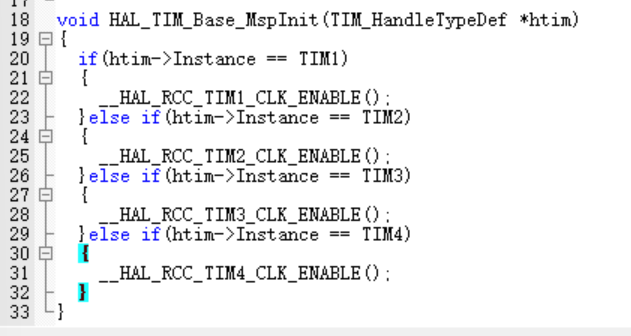 18 void HAL_TIM_Base_MspInit(TIM_HandleTypeDef *htim)
19 {
20 if(htim->Instance == TIM1)
21 {
22 __HAL_RCC_TIM1_CLK_ENABLE();
23 }else if(htim->Instance == TIM2)
24 {
25 __HAL_RCC_TIM2_CLK_ENABLE();
26 }else if(htim->Instance == TIM3)
27 {
28 __HAL_RCC_TIM3_CLK_ENABLE();
29 }else if(htim->Instance == TIM4)
30 {
31 __HAL_RCC_TIM4_CLK_ENABLE();
32 }
33 }